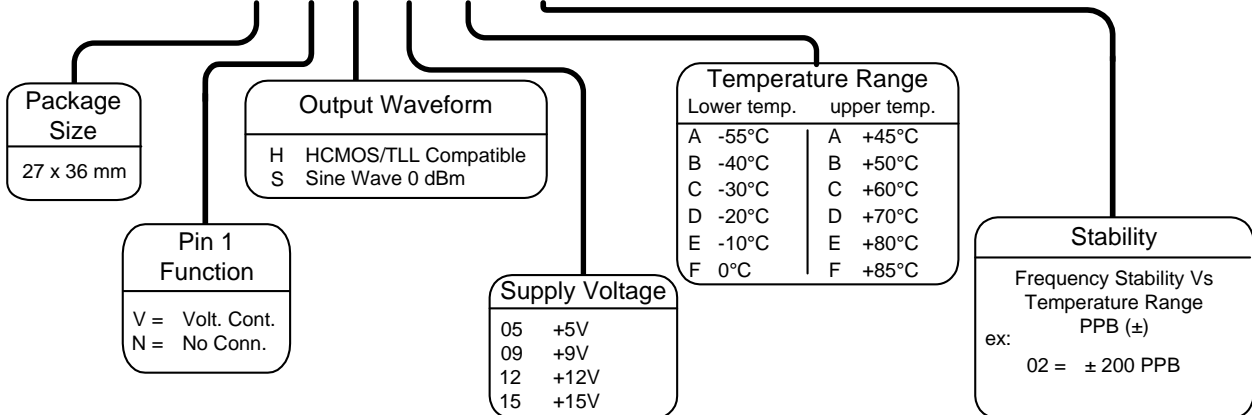 Package
Size
27 x 36 mm
Pin 1
Function
V = Volt. Cont.
N = No Conn.
Output Waveform
H HCMOS/TLL Compatible
S Sine Wave 0 dBm
Supply Voltage
05 +5V
09 +9V
12 +12V
15 +15V
Temperature Range
Lower temp. upper temp.
A -55°C A +45°C
B -40°C B +50°C
C -30°C C +60°C
D -20°C D +70°C
E -10°C E +80°C
F 0°C F +85°C
Stability
Frequency Stability Vs
Temperature Range
PPB (±)
ex:
02 = ± 200 PPB